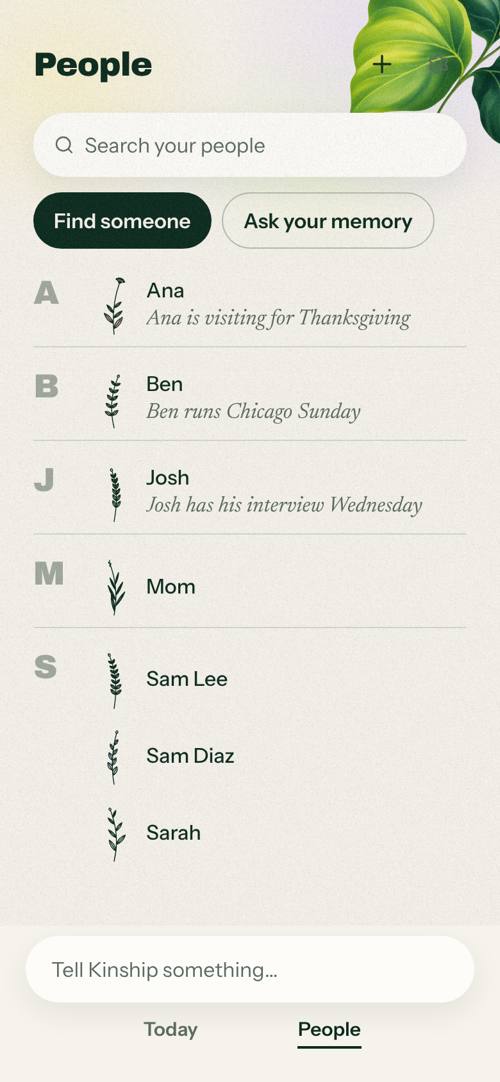 People
Search your people
Find someone
Ask your memory
A
Ana
Ana is visiting for Thanksgiving
B
Ben
Ben runs Chicago Sunday
J
Josh
Josh has his interview Wednesday
M
Mom
S
Sam Lee
Sam Diaz
Sarah
Tell Kinship something...
Today
People